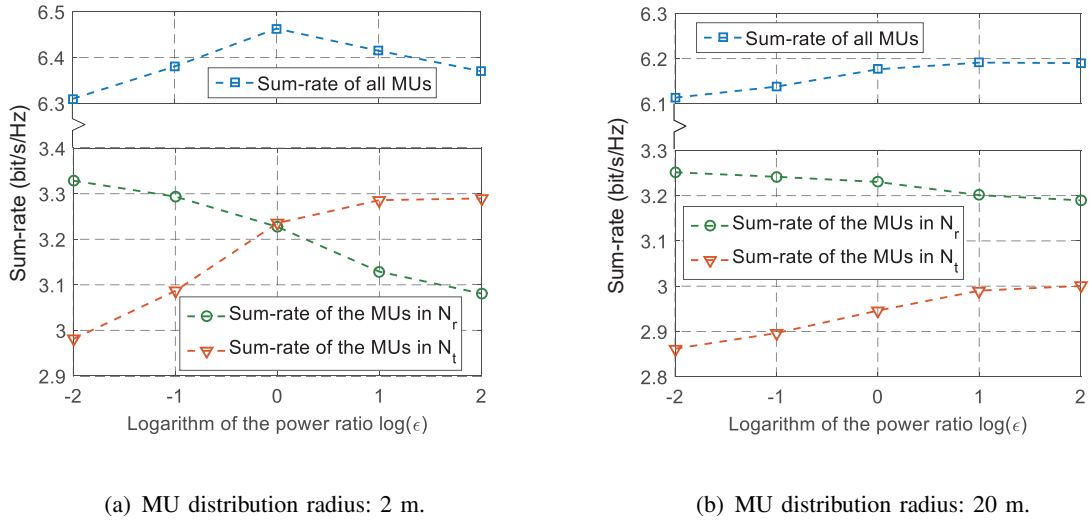 6.5
6.4
6.3
Sum-rate of all MUs
3.4
3.3
3.2
3.1
3
2.9
Sum-rate (bit/s/Hz)
Sum-rate of the MUs in N_r
Sum-rate of the MUs in N_t
-2 -1 0 1 2
Logarithm of the power ratio log(ϵ)
(a) MU distribution radius: 2 m.
6.3
6.2
6.1
Sum-rate of all MUs
3.3
3.2
3.1
3
2.9
2.8
Sum-rate (bit/s/Hz)
Sum-rate of the MUs in N_r
Sum-rate of the MUs in N_t
-2 -1 0 1 2
Logarithm of the power ratio log(ϵ)
(b) MU distribution radius: 20 m.